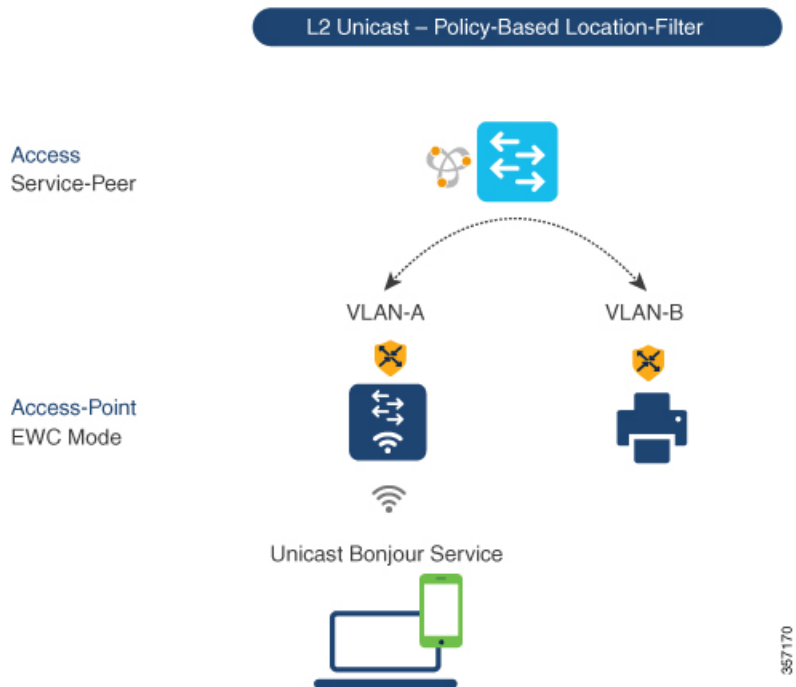 L2 Unicast – Policy-Based Location-Filter
Access
Service-Peer
VLAN-A
VLAN-B
Access-Point
EWC Mode
Unicast Bonjour Service
357170